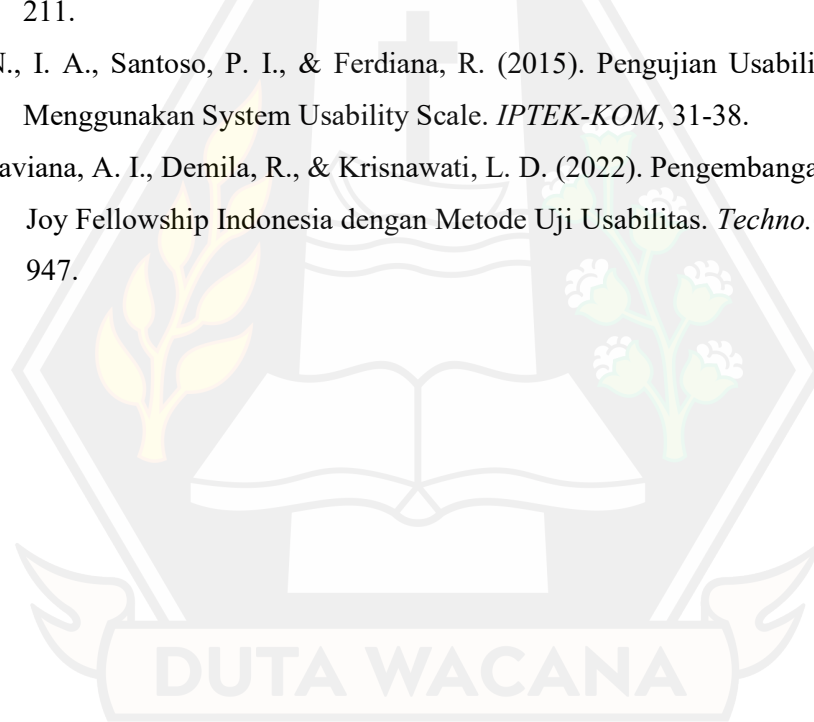 211.
N., I. A., Santoso, P. I., & Ferdiana, R. (2015). Pengujian Usabili
Menggunakan System Usability Scale. IPTEK-KOM, 31-38.
aviana, A. I., Demila, R., & Krisnawati, L. D. (2022). Pengembanga
Joy Fellowship Indonesia dengan Metode Uji Usabilitas. Techno.
947.
DUTA WACANA